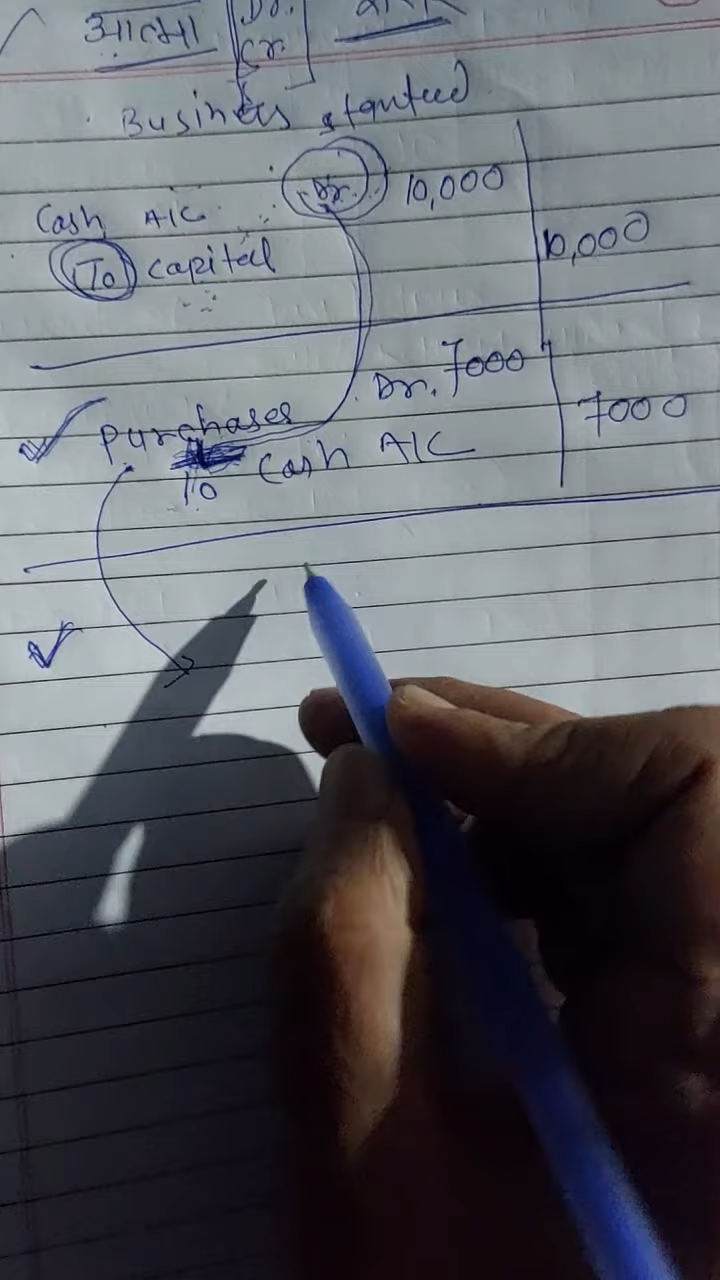 आत्मा Dr.
Cr.
Business started
Cash A/C Dr. 10,000
To capital 10,000
Purchases Dr. 7000
To Cash A/C 7000